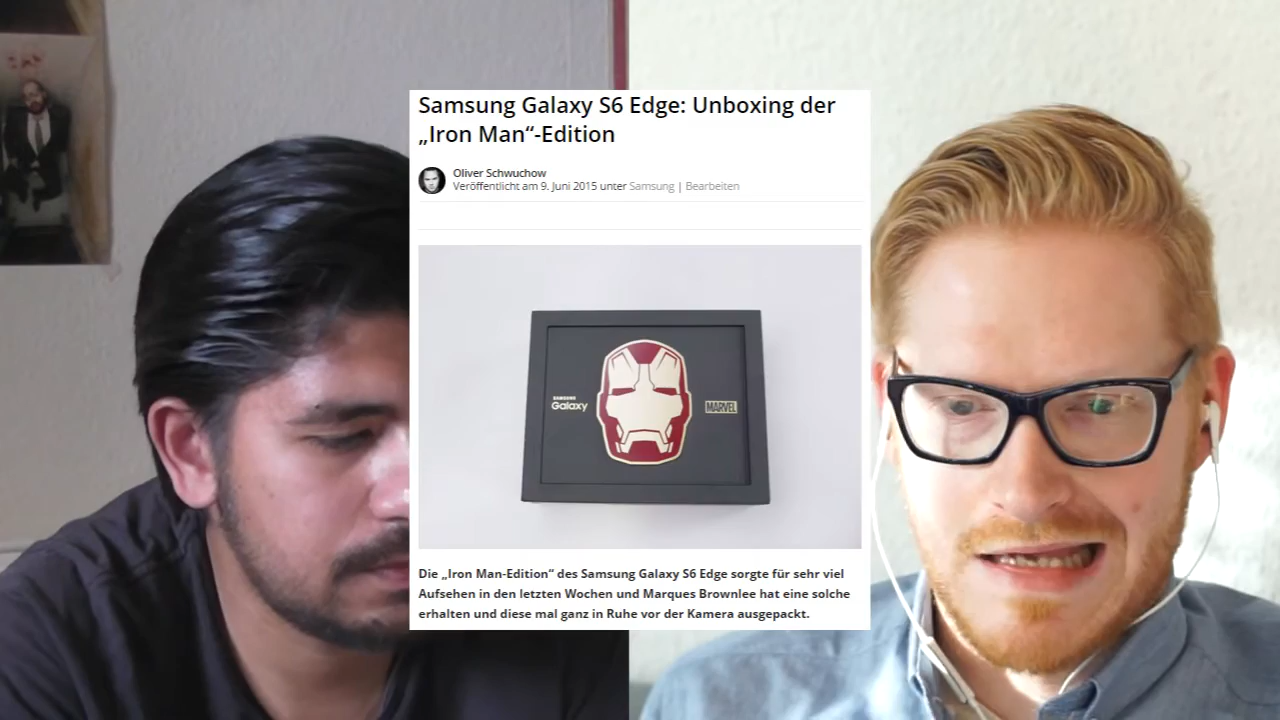 Samsung Galaxy S6 Edge: Unboxing der
„Iron Man“-Edition
Oliver Schwuchow
Veröffentlicht am 9. Juni 2015 unter Samsung | Bearbeiten
SAMSUNG
Galaxy
MARVEL
Die „Iron Man-Edition“ des Samsung Galaxy S6 Edge sorgte für sehr viel
Aufsehen in den letzten Wochen und Marques Brownlee hat eine solche
erhalten und diese mal ganz in Ruhe vor der Kamera ausgepackt.